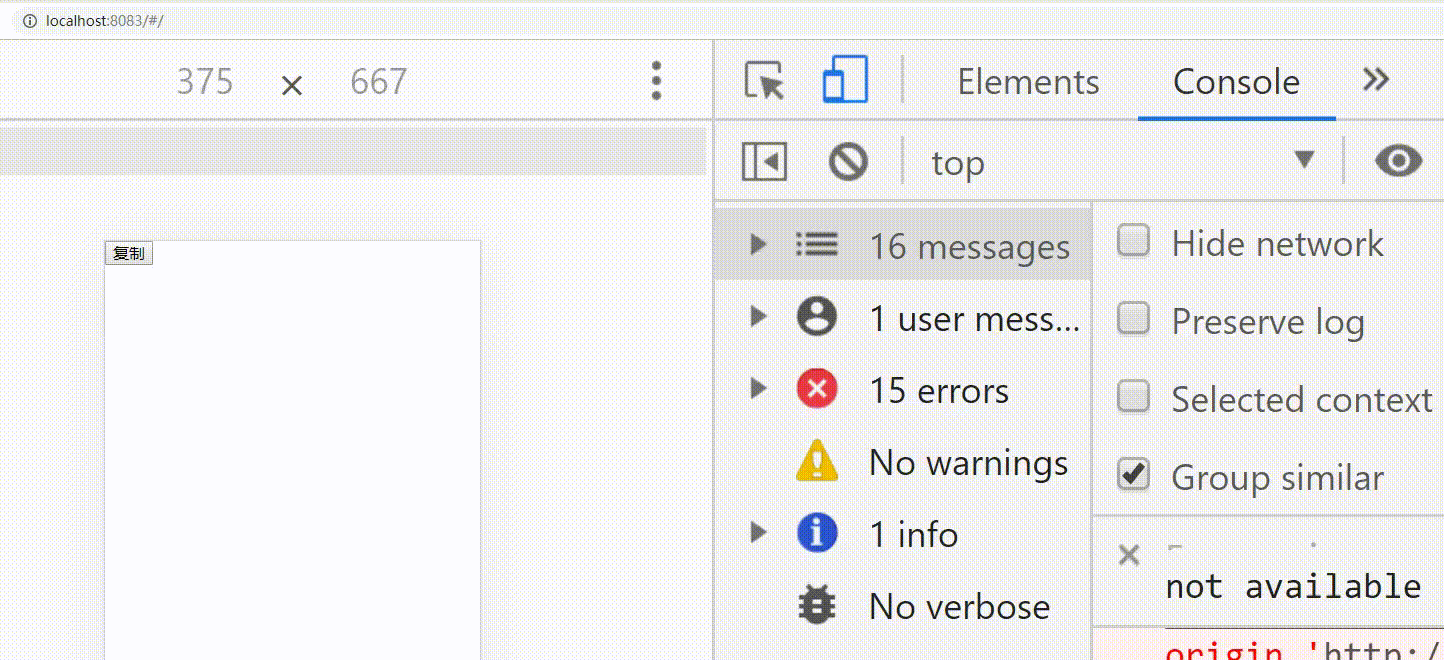 localhost:8083/#/
375 × 667
Elements
Console
top
复制
16 messages
1 user mess...
15 errors
No warnings
1 info
No verbose
Hide network
Preserve log
Selected context
Group similar
not available
origin 'http:/